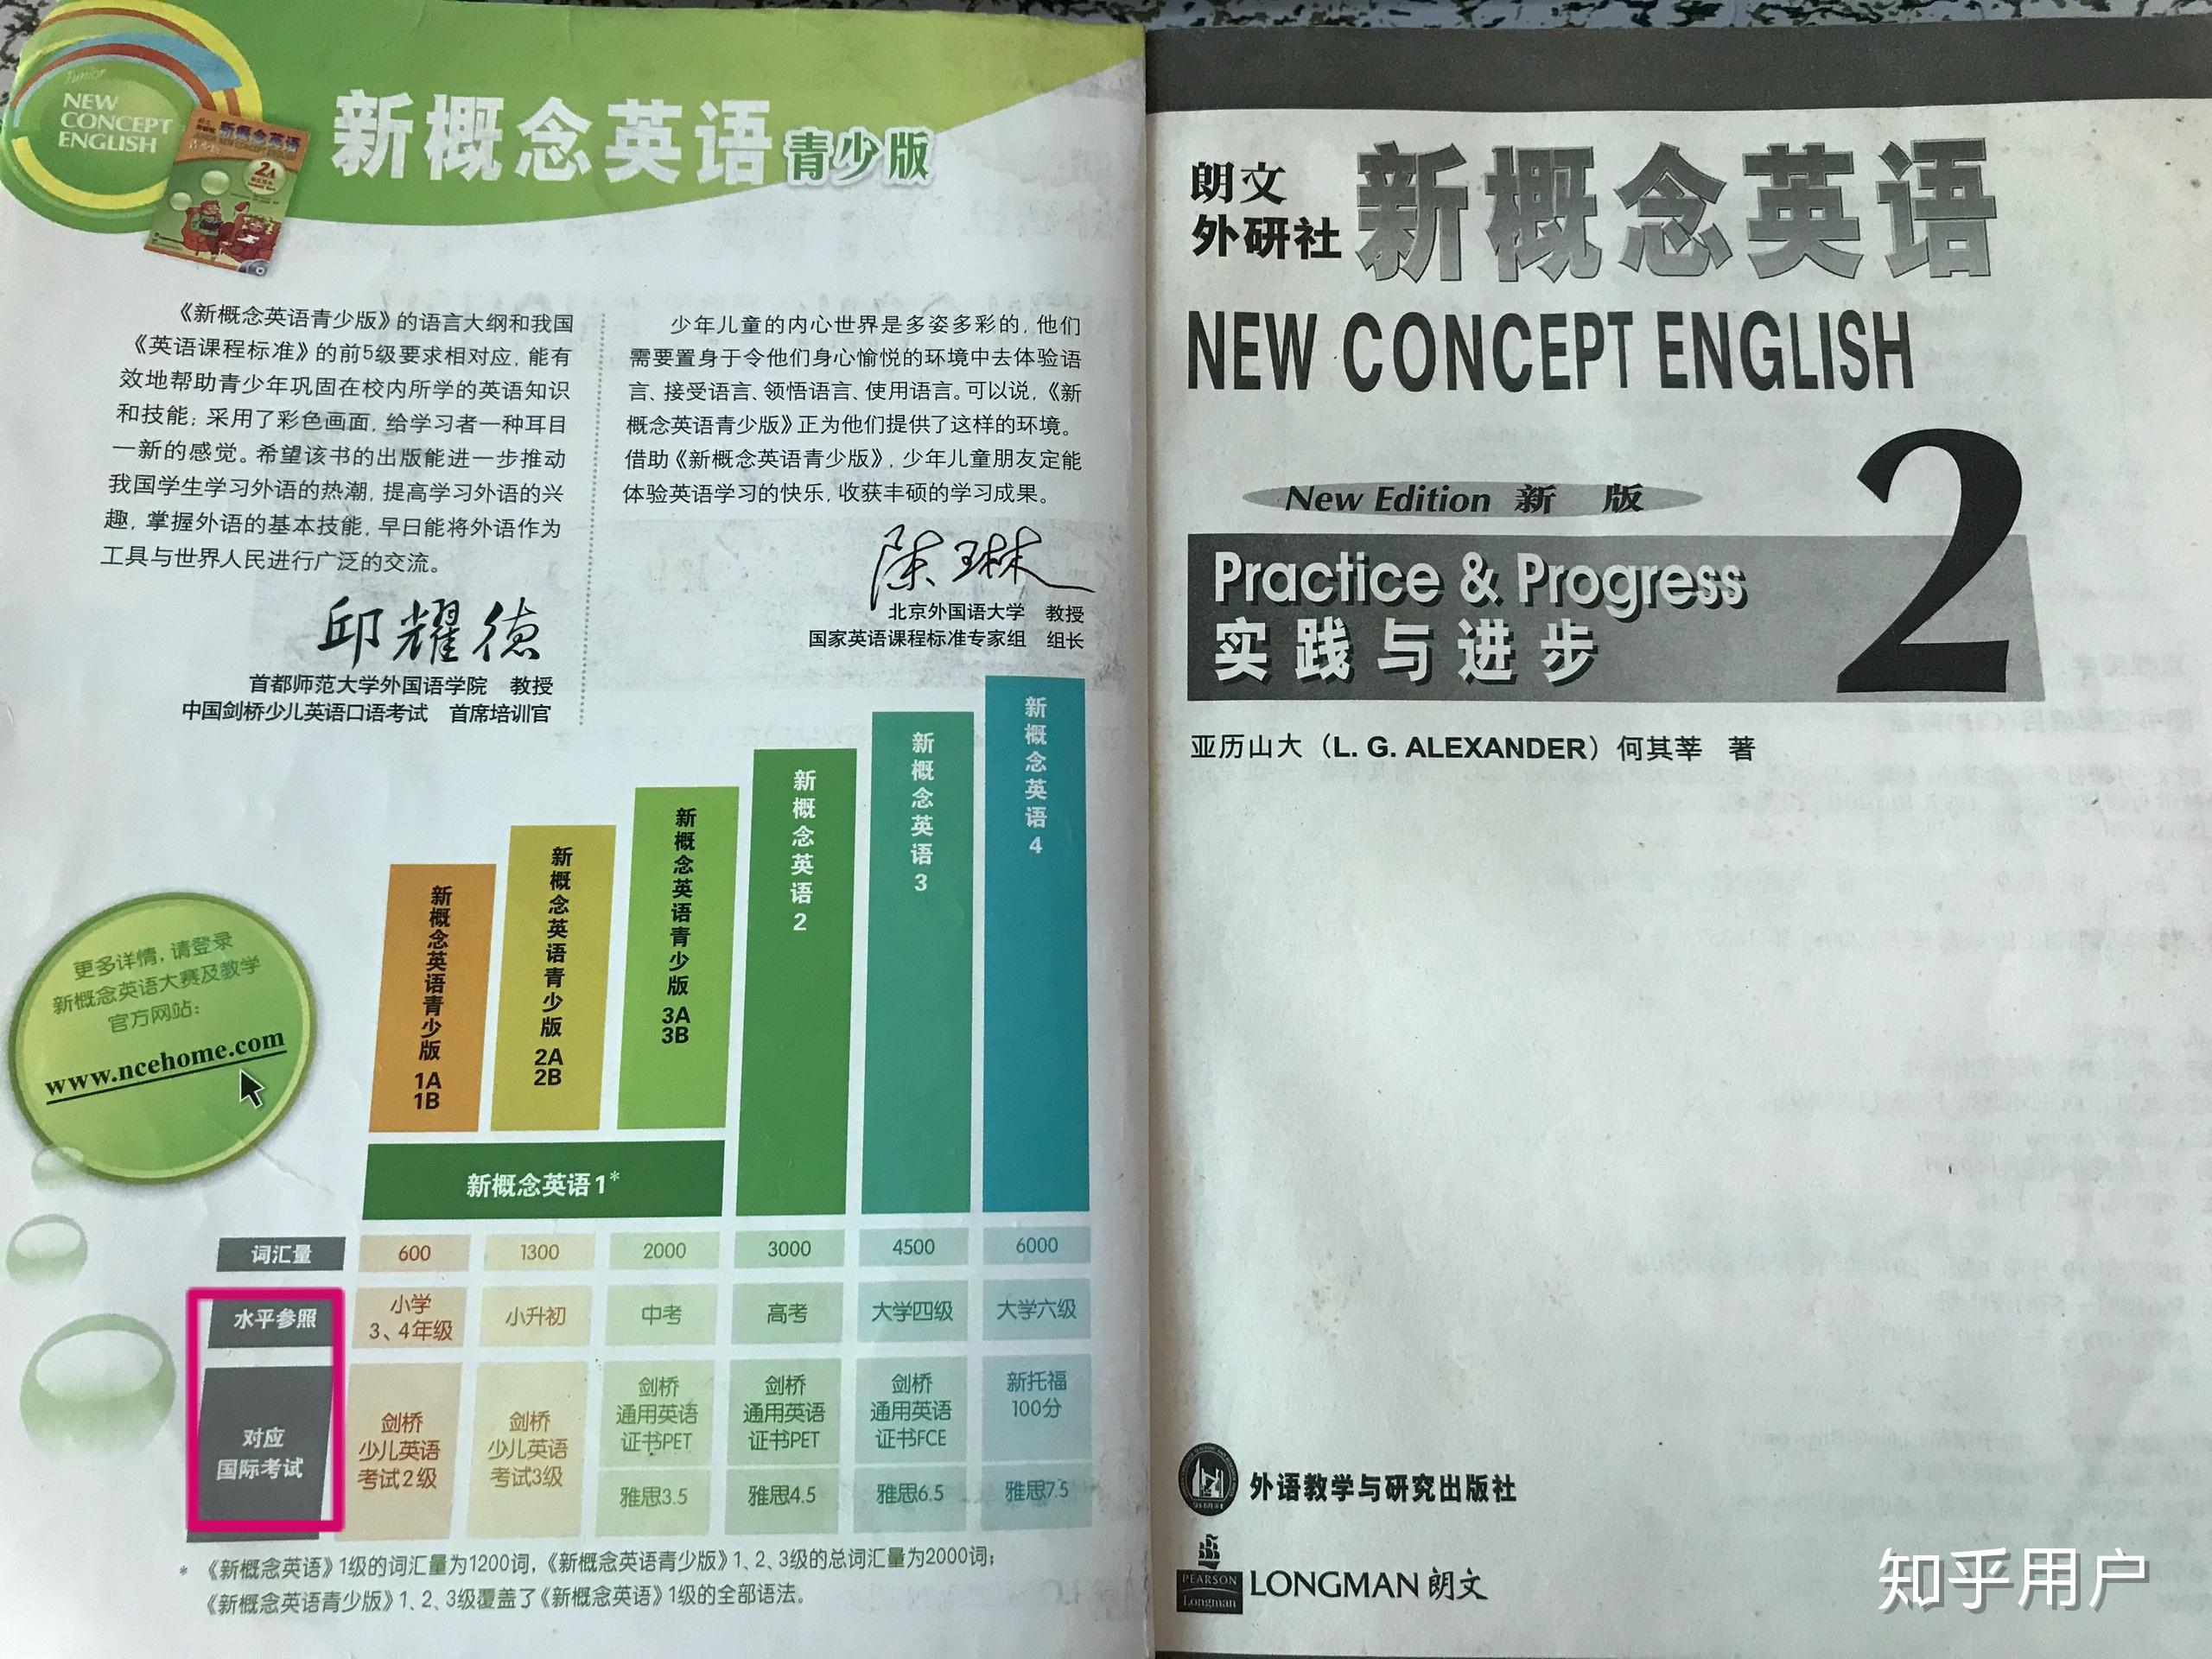 Junior
NEW
CONCEPT
ENGLISH
新概念英语
2A
新概念英语 青少版
《新概念英语青少版》的语言大纲和我国
《英语课程标准》的前5级要求相对应，能有
效地帮助青少年巩固在校内所学的英语知识
和技能；采用了彩色画面，给学习者一种耳目
一新的感觉。希望该书的出版能进一步推动
我国学生学习外语的热潮，提高学习外语的兴
趣，掌握外语的基本技能，早日能将外语作为
工具与世界人民进行广泛的交流。
邱耀德
首都师范大学外国语学院 教授
中国剑桥少儿英语口语考试 首席培训官
少年儿童的内心世界是多姿多彩的，他们
需要置身于令他们身心愉悦的环境中去体验语
言、接受语言、领悟语言、使用语言。可以说，《新
概念英语青少版》正为他们提供了这样的环境。
借助《新概念英语青少版》，少年儿童朋友定能
体验英语学习的快乐，收获丰硕的学习成果。
陈琳
北京外国语大学 教授
国家英语课程标准专家组 组长
更多详情，请登录
新概念英语大赛及教学
官方网站：
www.ncehome.com
新概念英语青少版 1A 1B
新概念英语青少版 2A 2B
新概念英语青少版 3A 3B
新概念英语2
新概念英语3
新概念英语4
新概念英语1*
词汇量 600 1300 2000 3000 4500 6000
水平参照 小学3、4年级 小升初 中考 高考 大学四级 大学六级
对应国际考试 剑桥少儿英语考试2级 剑桥少儿英语考试3级 剑桥通用英语证书PET 剑桥通用英语证书PET 剑桥通用英语证书FCE 新托福100分
雅思3.5 雅思4.5 雅思6.5 雅思7.5
* 《新概念英语》1级的词汇量为1200词，《新概念英语青少版》1、2、3级的总词汇量为2000词；
《新概念英语青少版》1、2、3级覆盖了《新概念英语》1级的全部语法。
朗文
外研社
新概念英语
NEW CONCEPT ENGLISH
New Edition 新 版
2
Practice & Progress
实践与进步
亚历山大（L. G. ALEXANDER）何其莘 著
外语教学与研究出版社
PEARSON
Longman
LONGMAN 朗文
知乎用户